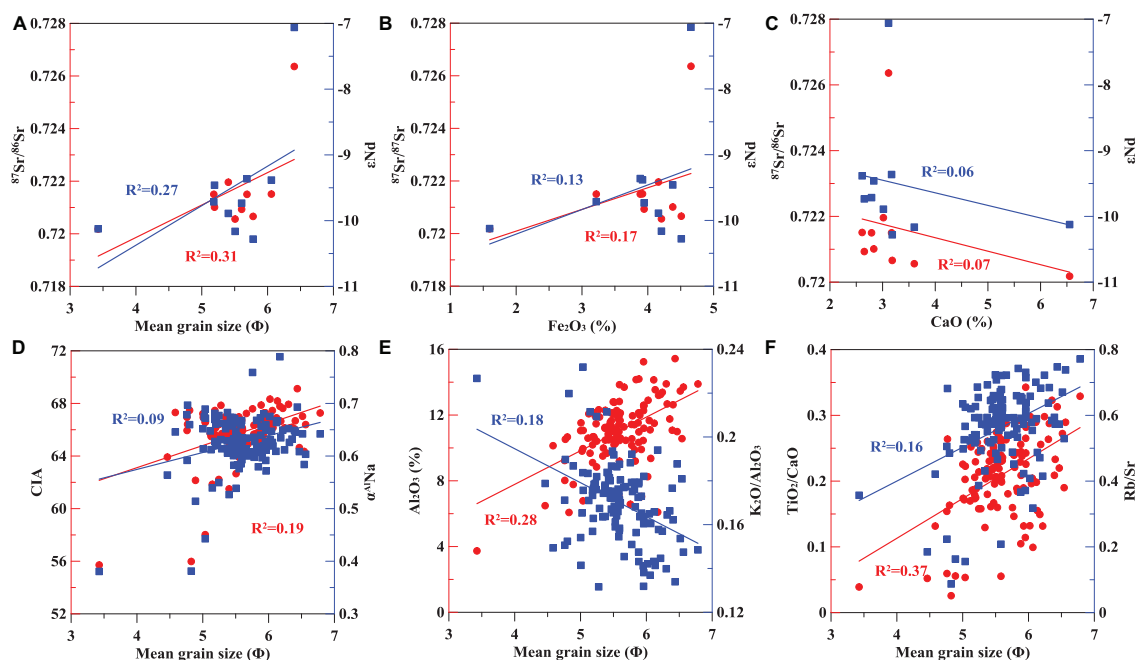 A
0.728
0.726
0.724
0.722
0.72
0.718
⁸⁷Sr/⁸⁶Sr
-7
-8
-9
-10
-11
εNd
R²=0.27
R²=0.31
3 4 5 6 7
Mean grain size (Φ)
B
0.728
0.726
0.724
0.722
0.72
0.718
⁸⁷Sr/⁸⁷Sr
-7
-8
-9
-10
-11
εNd
R²=0.13
R²=0.17
1 2 3 4 5
Fe₂O₃ (%)
C
0.728
0.726
0.723
0.722
0.72
⁸⁷Sr/⁸⁶Sr
-7
-8
-9
-10
-11
εNd
R²=0.06
R²=0.07
2 3 4 5 6 7
CaO (%)
D
72
68
64
60
56
52
CIA
0.8
0.7
0.6
0.5
0.4
0.3
αᴬˡNa
R²=0.09
R²=0.19
3 4 5 6 7
Mean grain size (Φ)
E
16
12
8
4
0
Al₂O₃ (%)
0.24
0.2
0.16
0.12
K₂O/Al₂O₃
R²=0.18
R²=0.28
3 4 5 6 7
Mean grain size (Φ)
F
0.4
0.3
0.2
0.1
0
TiO₂/CaO
0.8
0.6
0.4
0.2
0
Rb/Sr
R²=0.16
R²=0.37
3 4 5 6 7
Mean grain size (Φ)